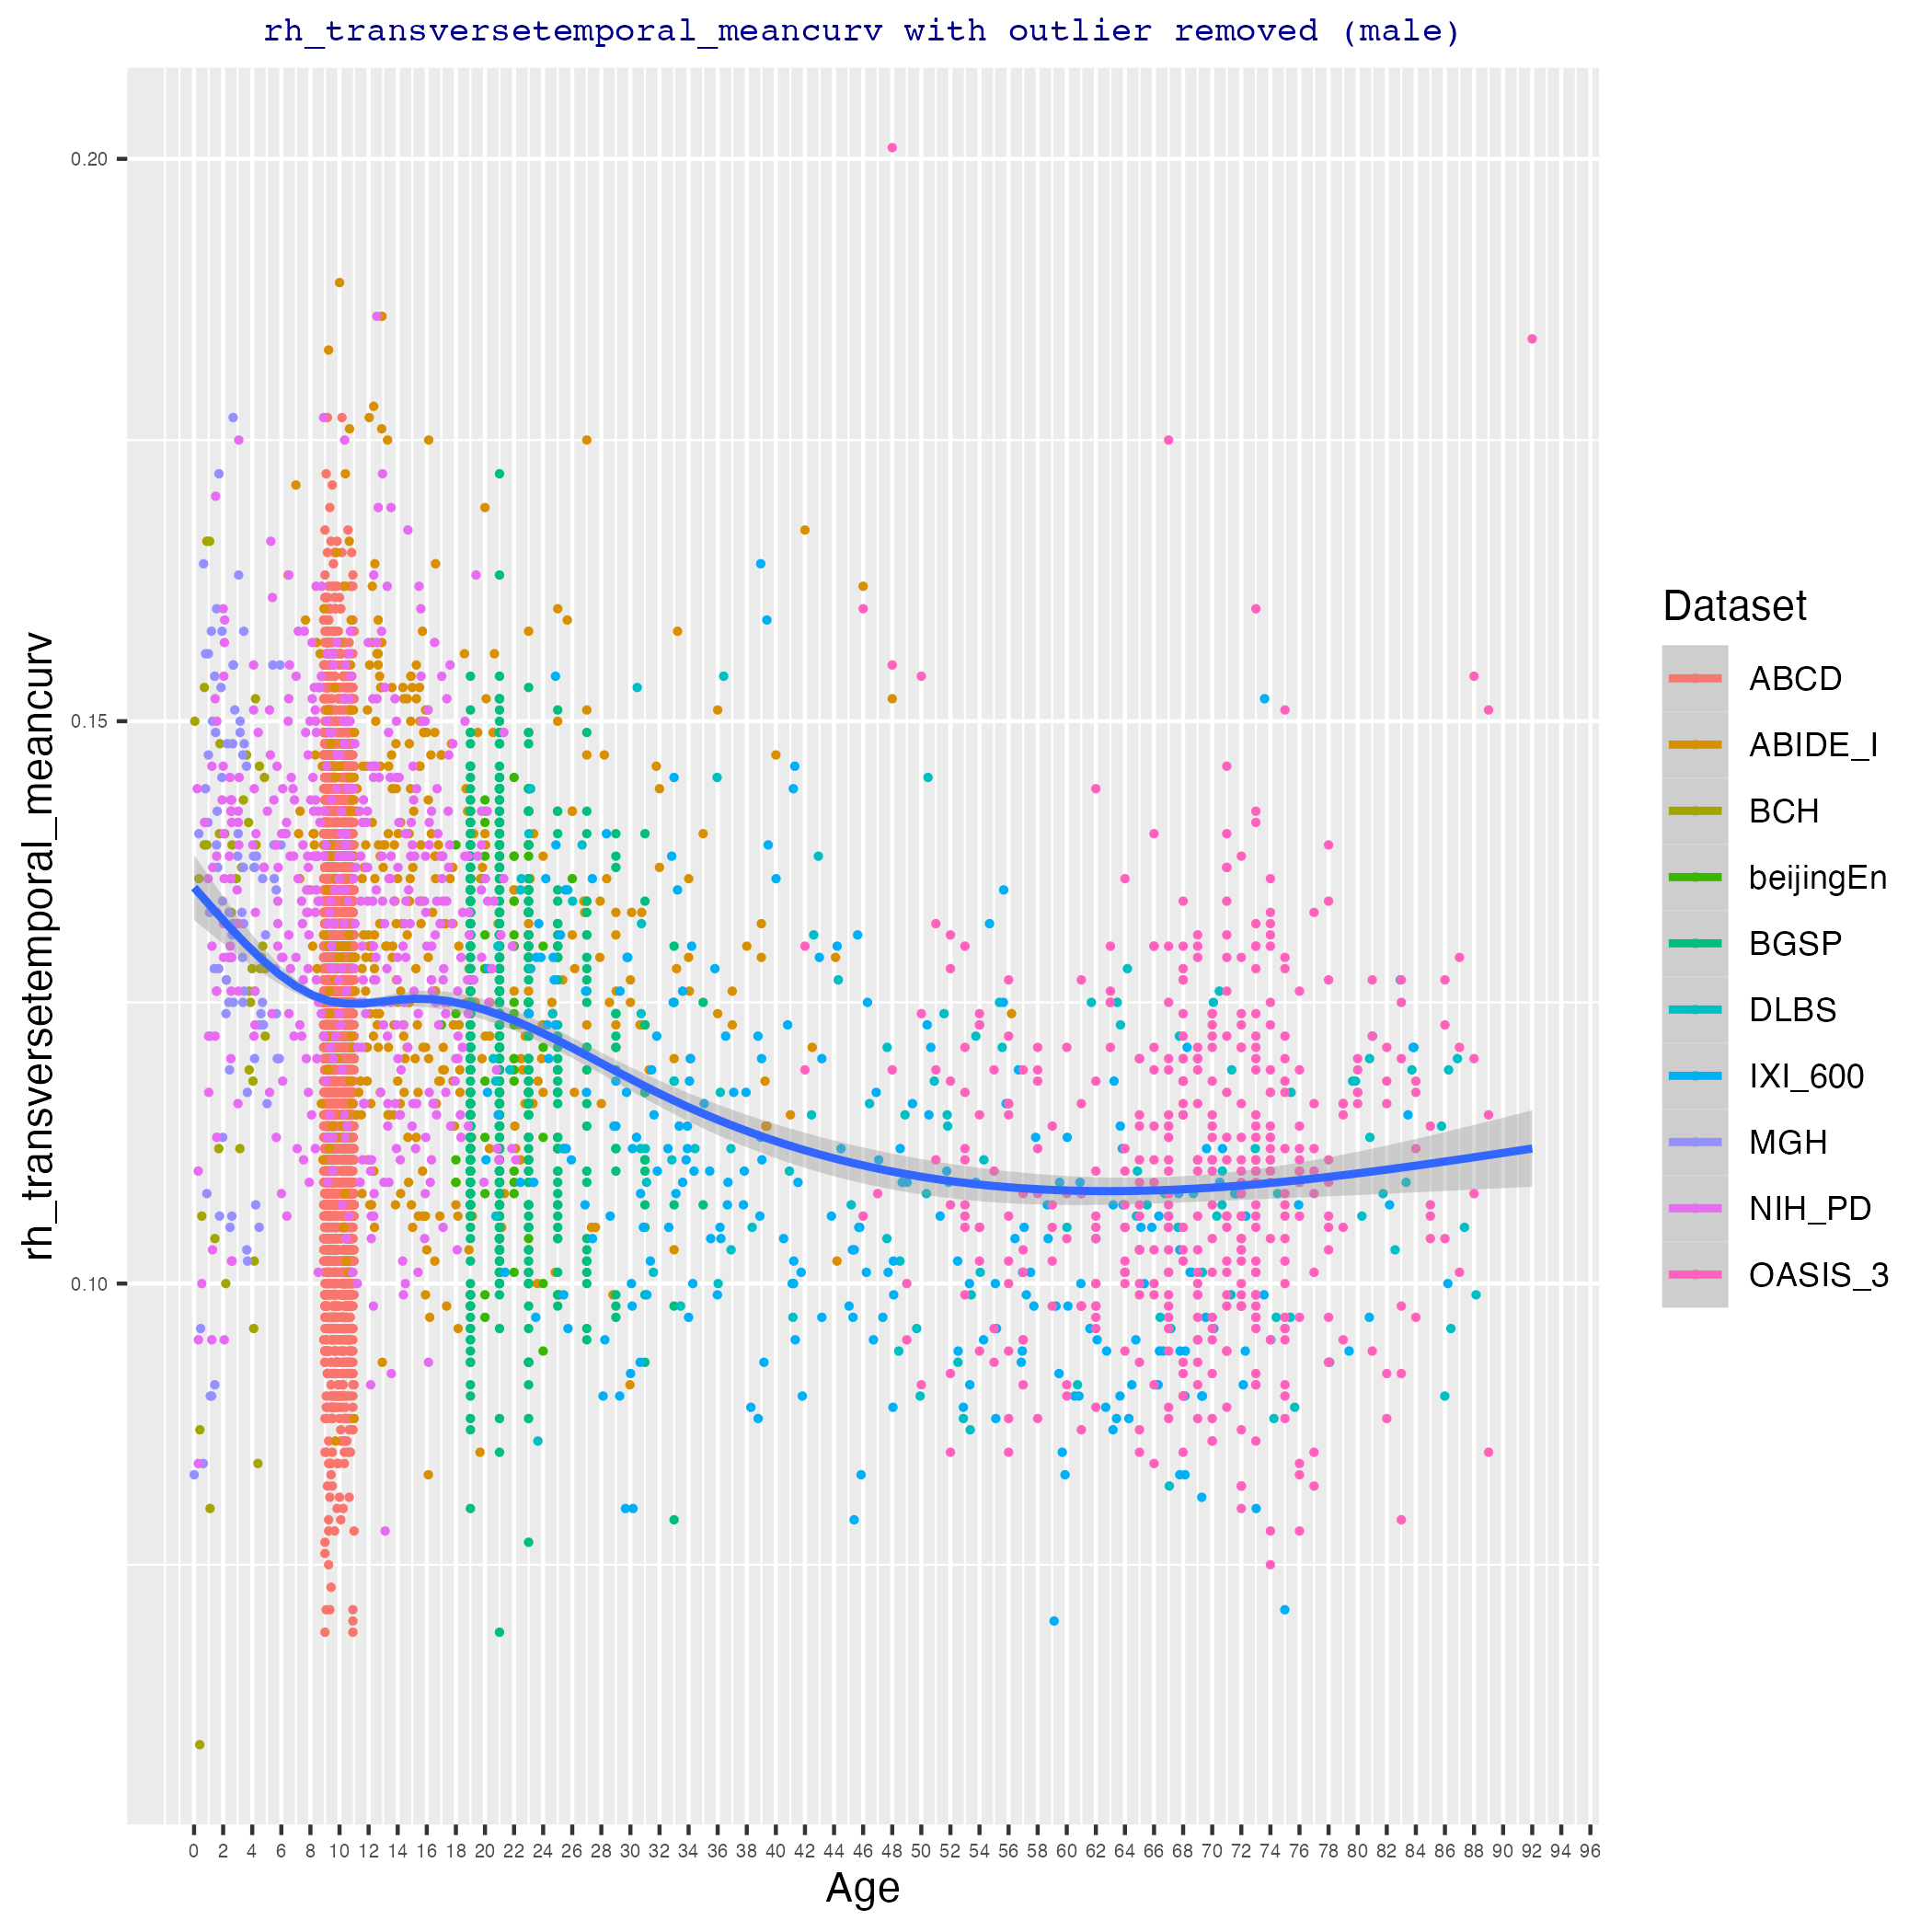 rh_transversetemporal_meancurv with outlier removed (male)
rh_transversetemporal_meancurv
0.20
0.15
0.10
0 2 4 6 8 10 12 14 16 18 20 22 24 26 28 30 32 34 36 38 40 42 44 46 48 50 52 54 56 58 60 62 64 66 68 70 72 74 76 78 80 82 84 86 88 90 92 94 96
Age
Dataset
ABCD
ABIDE_I
BCH
beijingEn
BGSP
DLBS
IXI_600
MGH
NIH_PD
OASIS_3